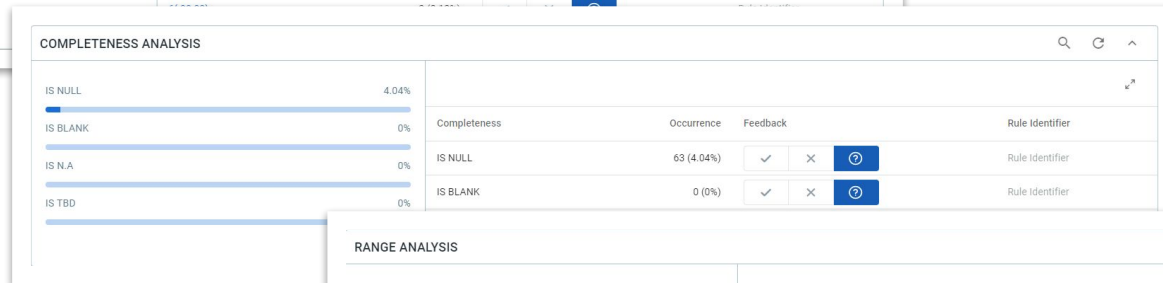 COMPLETENESS ANALYSIS
IS NULL 4.04%
IS BLANK 0%
IS N.A 0%
IS TBD 0%
Completeness Occurrence Feedback Rule Identifier
IS NULL 63 (4.04%) Rule Identifier
IS BLANK 0 (0%) Rule Identifier
RANGE ANALYSIS